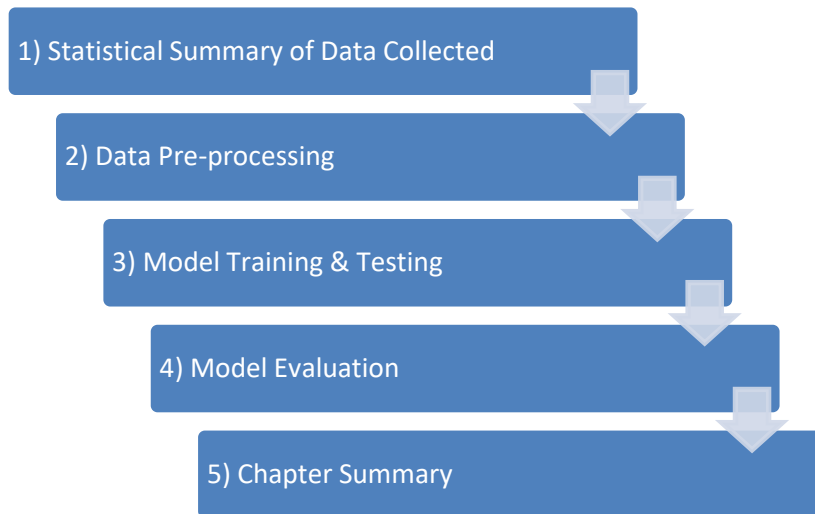 1) Statistical Summary of Data Collected
2) Data Pre-processing
3) Model Training & Testing
4) Model Evaluation
5) Chapter Summary